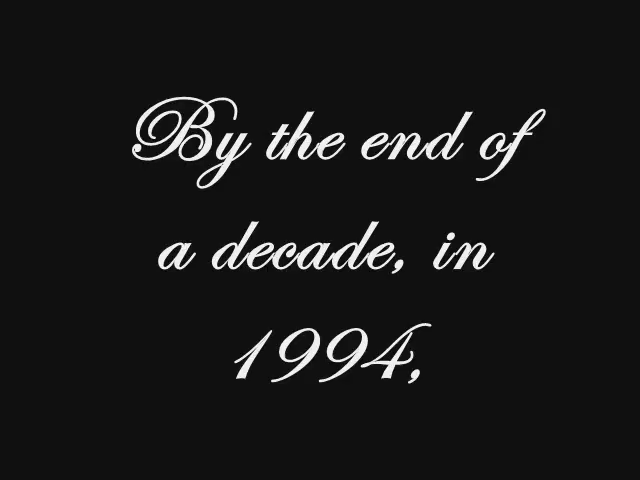 By the end of
a decade, in
1994,